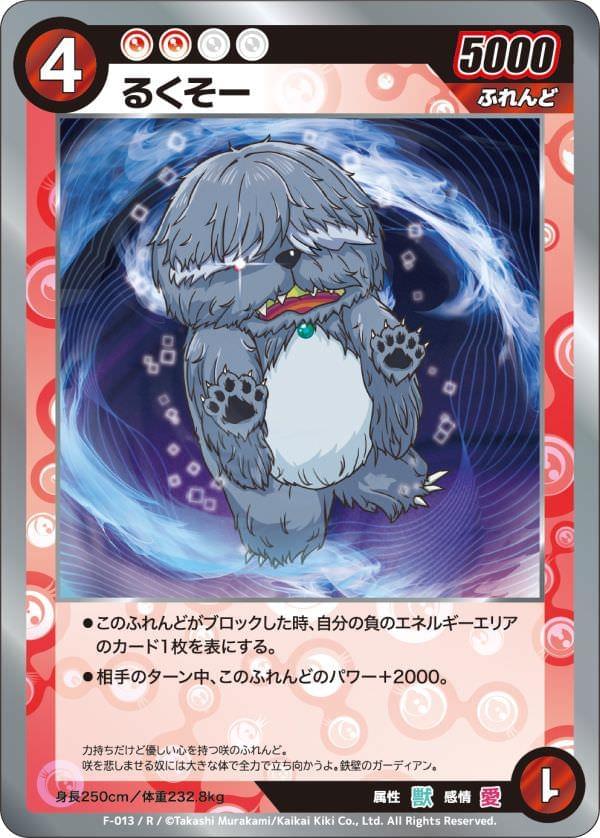 4
5000
るくそー
ふれんど
●このふれんどがブロックした時、自分の負のエネルギーエリア
のカード1枚を表にする。
●相手のターン中、このふれんどのパワー+2000。
力持ちだけど優しい心を持つ咲のふれんど。
咲を悲しませる奴には大きな体で全力で立ち向かうよ。鉄壁のガーディアン。
身長250cm／体重232.8kg
属性 獣 感情 愛
1
F-013 / R / ©Takashi Murakami/Kaikai Kiki Co., Ltd. All Rights Reserved.